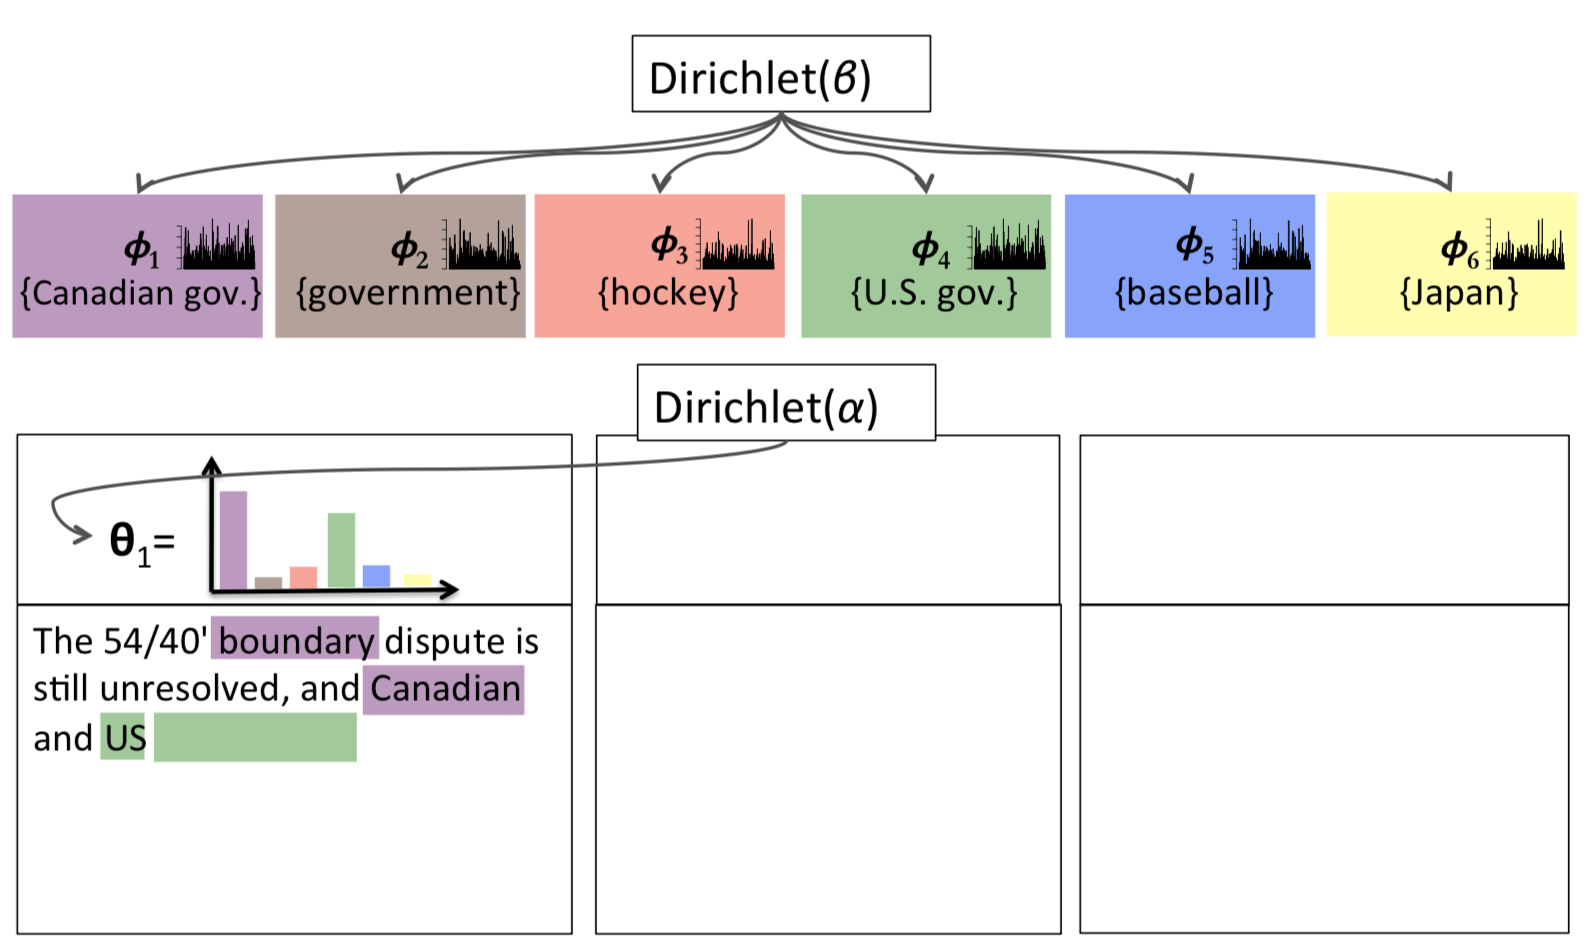 Dirichlet(β)
ϕ1
{Canadian gov.}
ϕ2
{government}
ϕ3
{hockey}
ϕ4
{U.S. gov.}
ϕ5
{baseball}
ϕ6
{Japan}
Dirichlet(α)
θ1=
The 54/40' boundary dispute is
still unresolved, and Canadian
and US